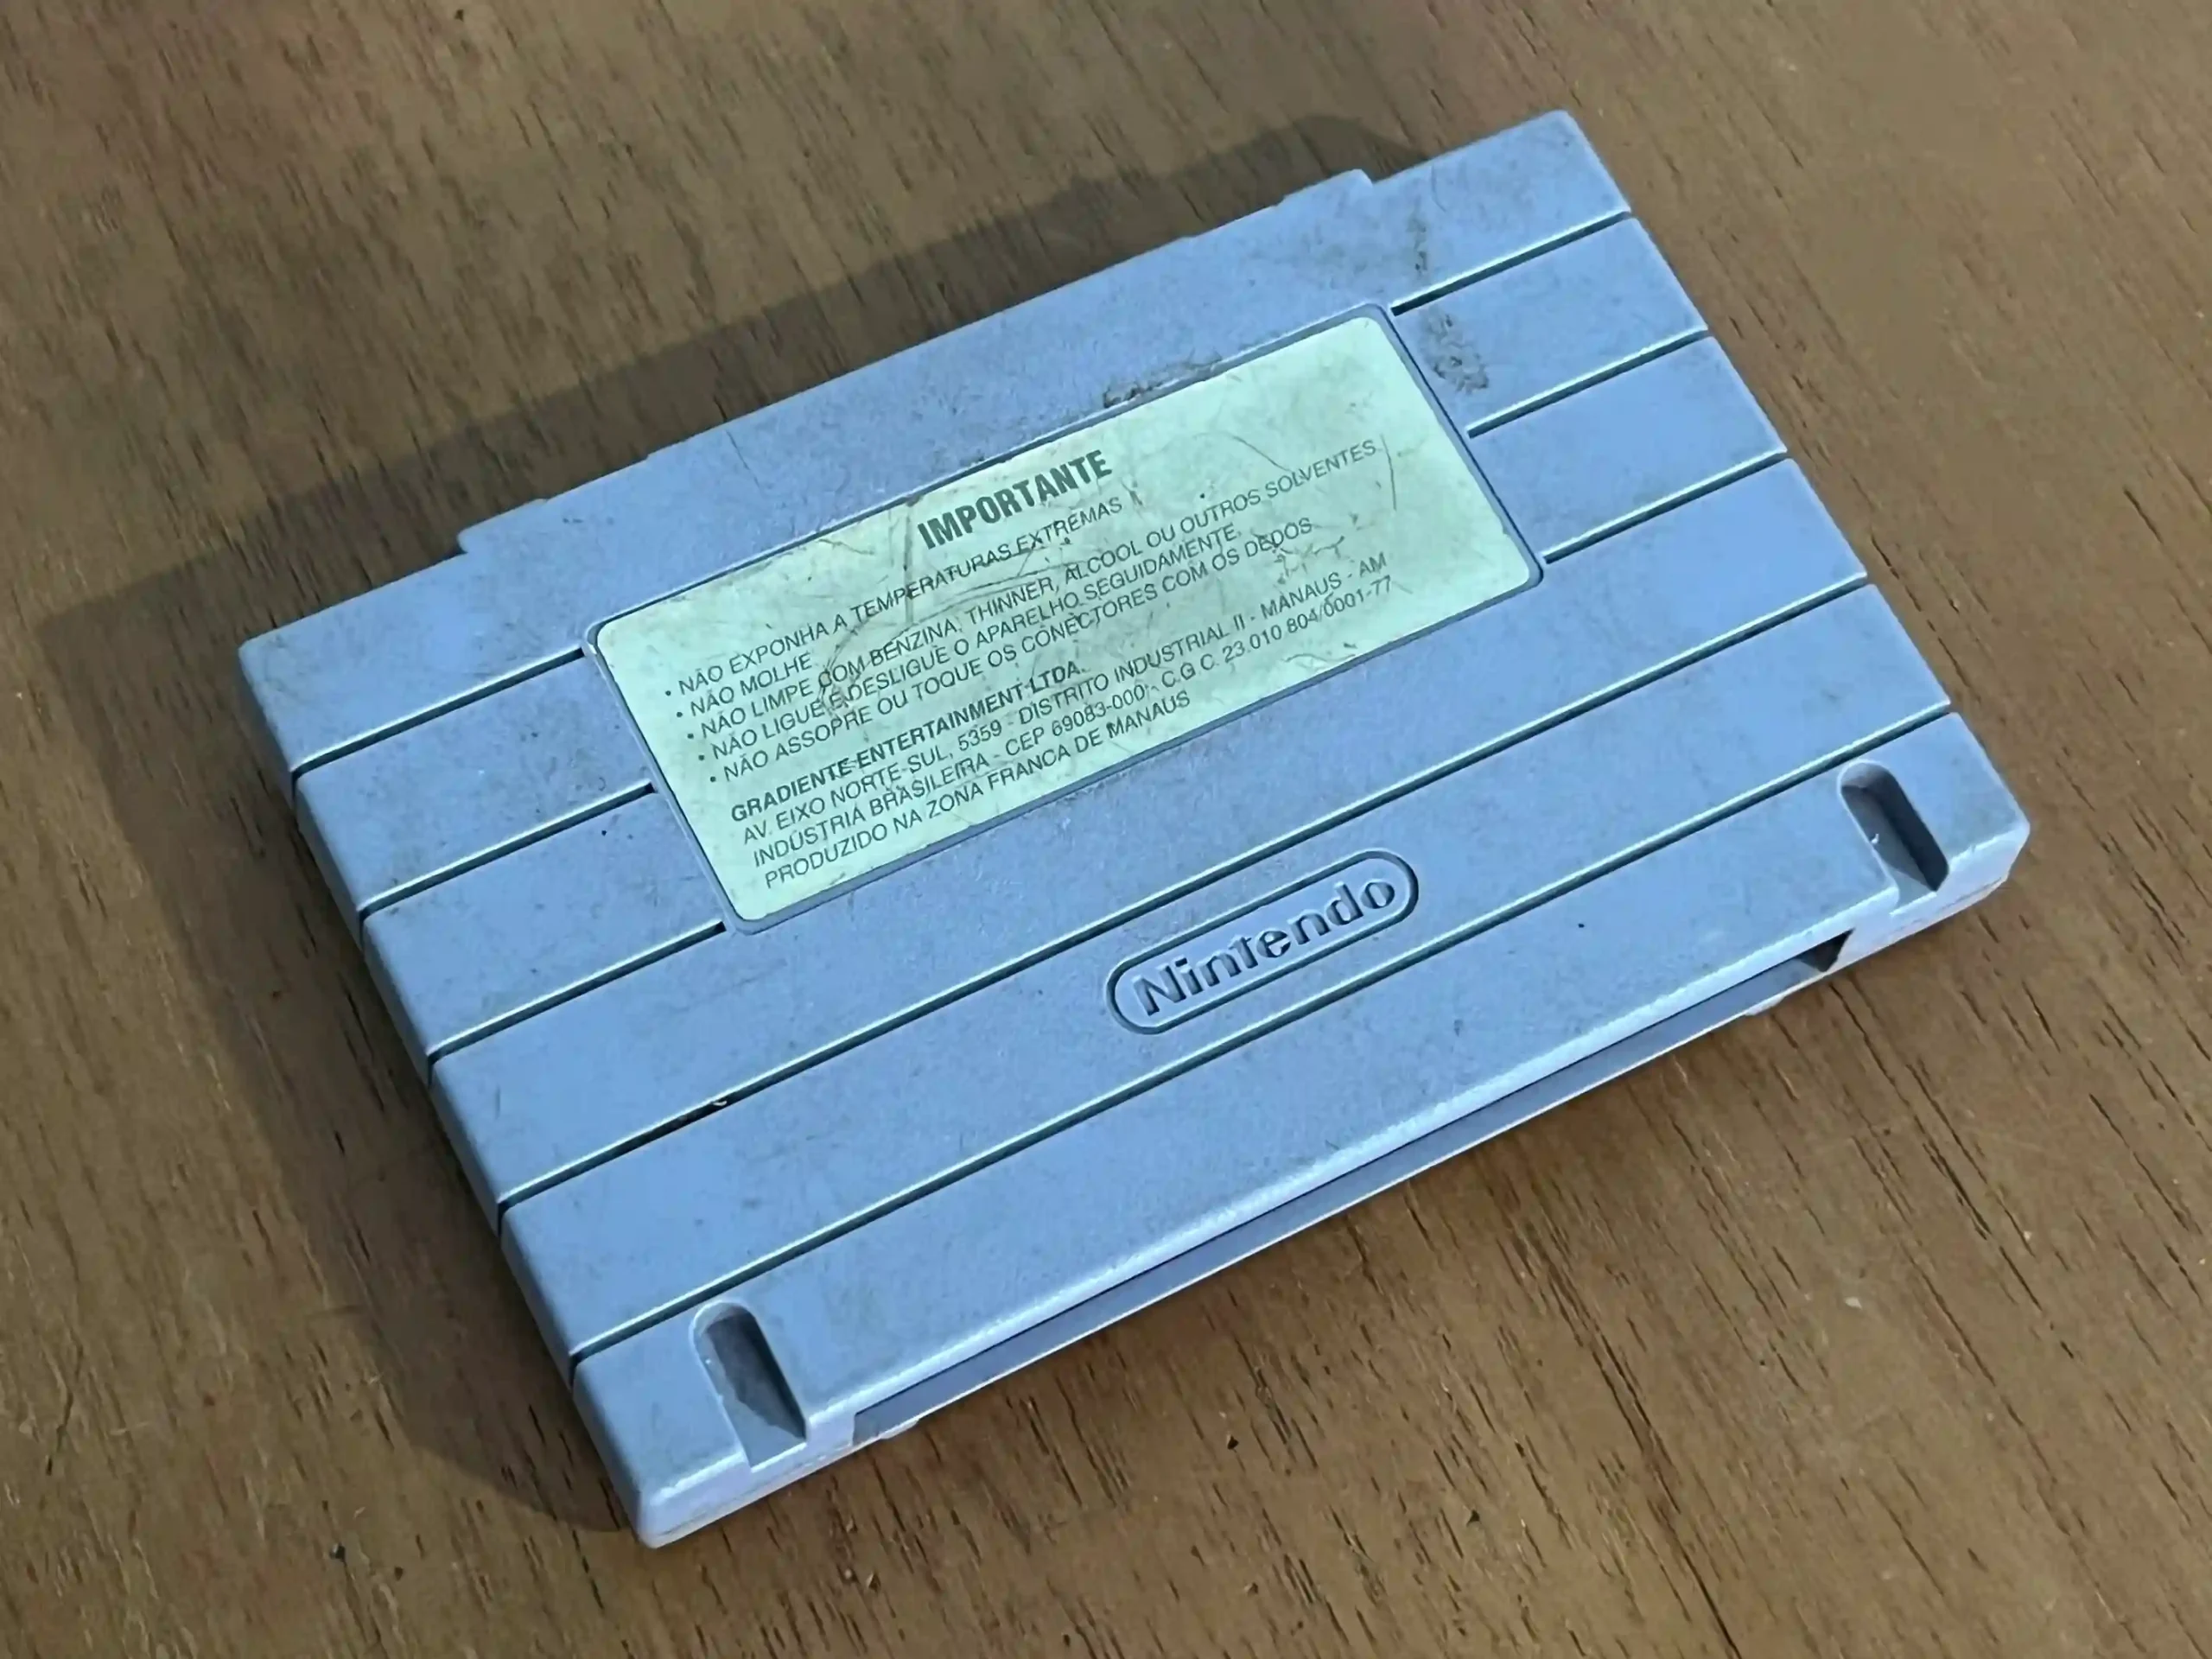 IMPORTANTE
• NÃO EXPONHA A TEMPERATURAS EXTREMAS
• NÃO MOLHE
• NÃO LIMPE COM BENZINA, THINNER, ÁLCOOL OU OUTROS SOLVENTES.
• NÃO LIGUE E DESLIGUE O APARELHO SEGUIDAMENTE.
• NÃO ASSOPRE OU TOQUE OS CONECTORES COM OS DEDOS
GRADIENTE ENTERTAINMENT LTDA.
AV. EIXO NORTE SUL, 5359 - DISTRITO INDUSTRIAL II - MANAUS - AM
INDÚSTRIA BRASILEIRA - CEP 69083-000 - C.G.C. 23.010.804/0001-77
PRODUZIDO NA ZONA FRANCA DE MANAUS
Nintendo